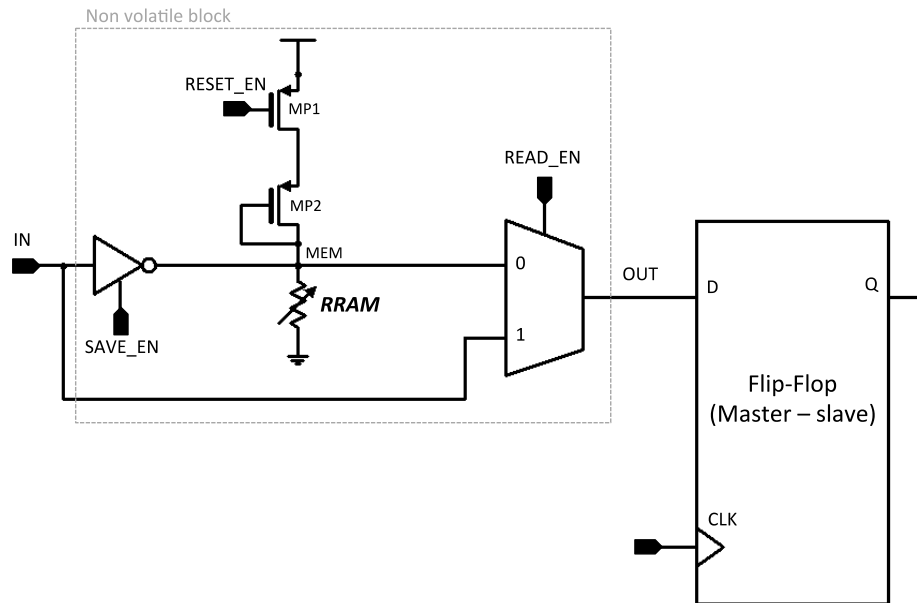 Non volatile block
RESET_EN
MP1
READ_EN
MP2
IN
MEM
0
OUT
D
Q
RRAM
1
SAVE_EN
Flip-Flop
(Master – slave)
CLK